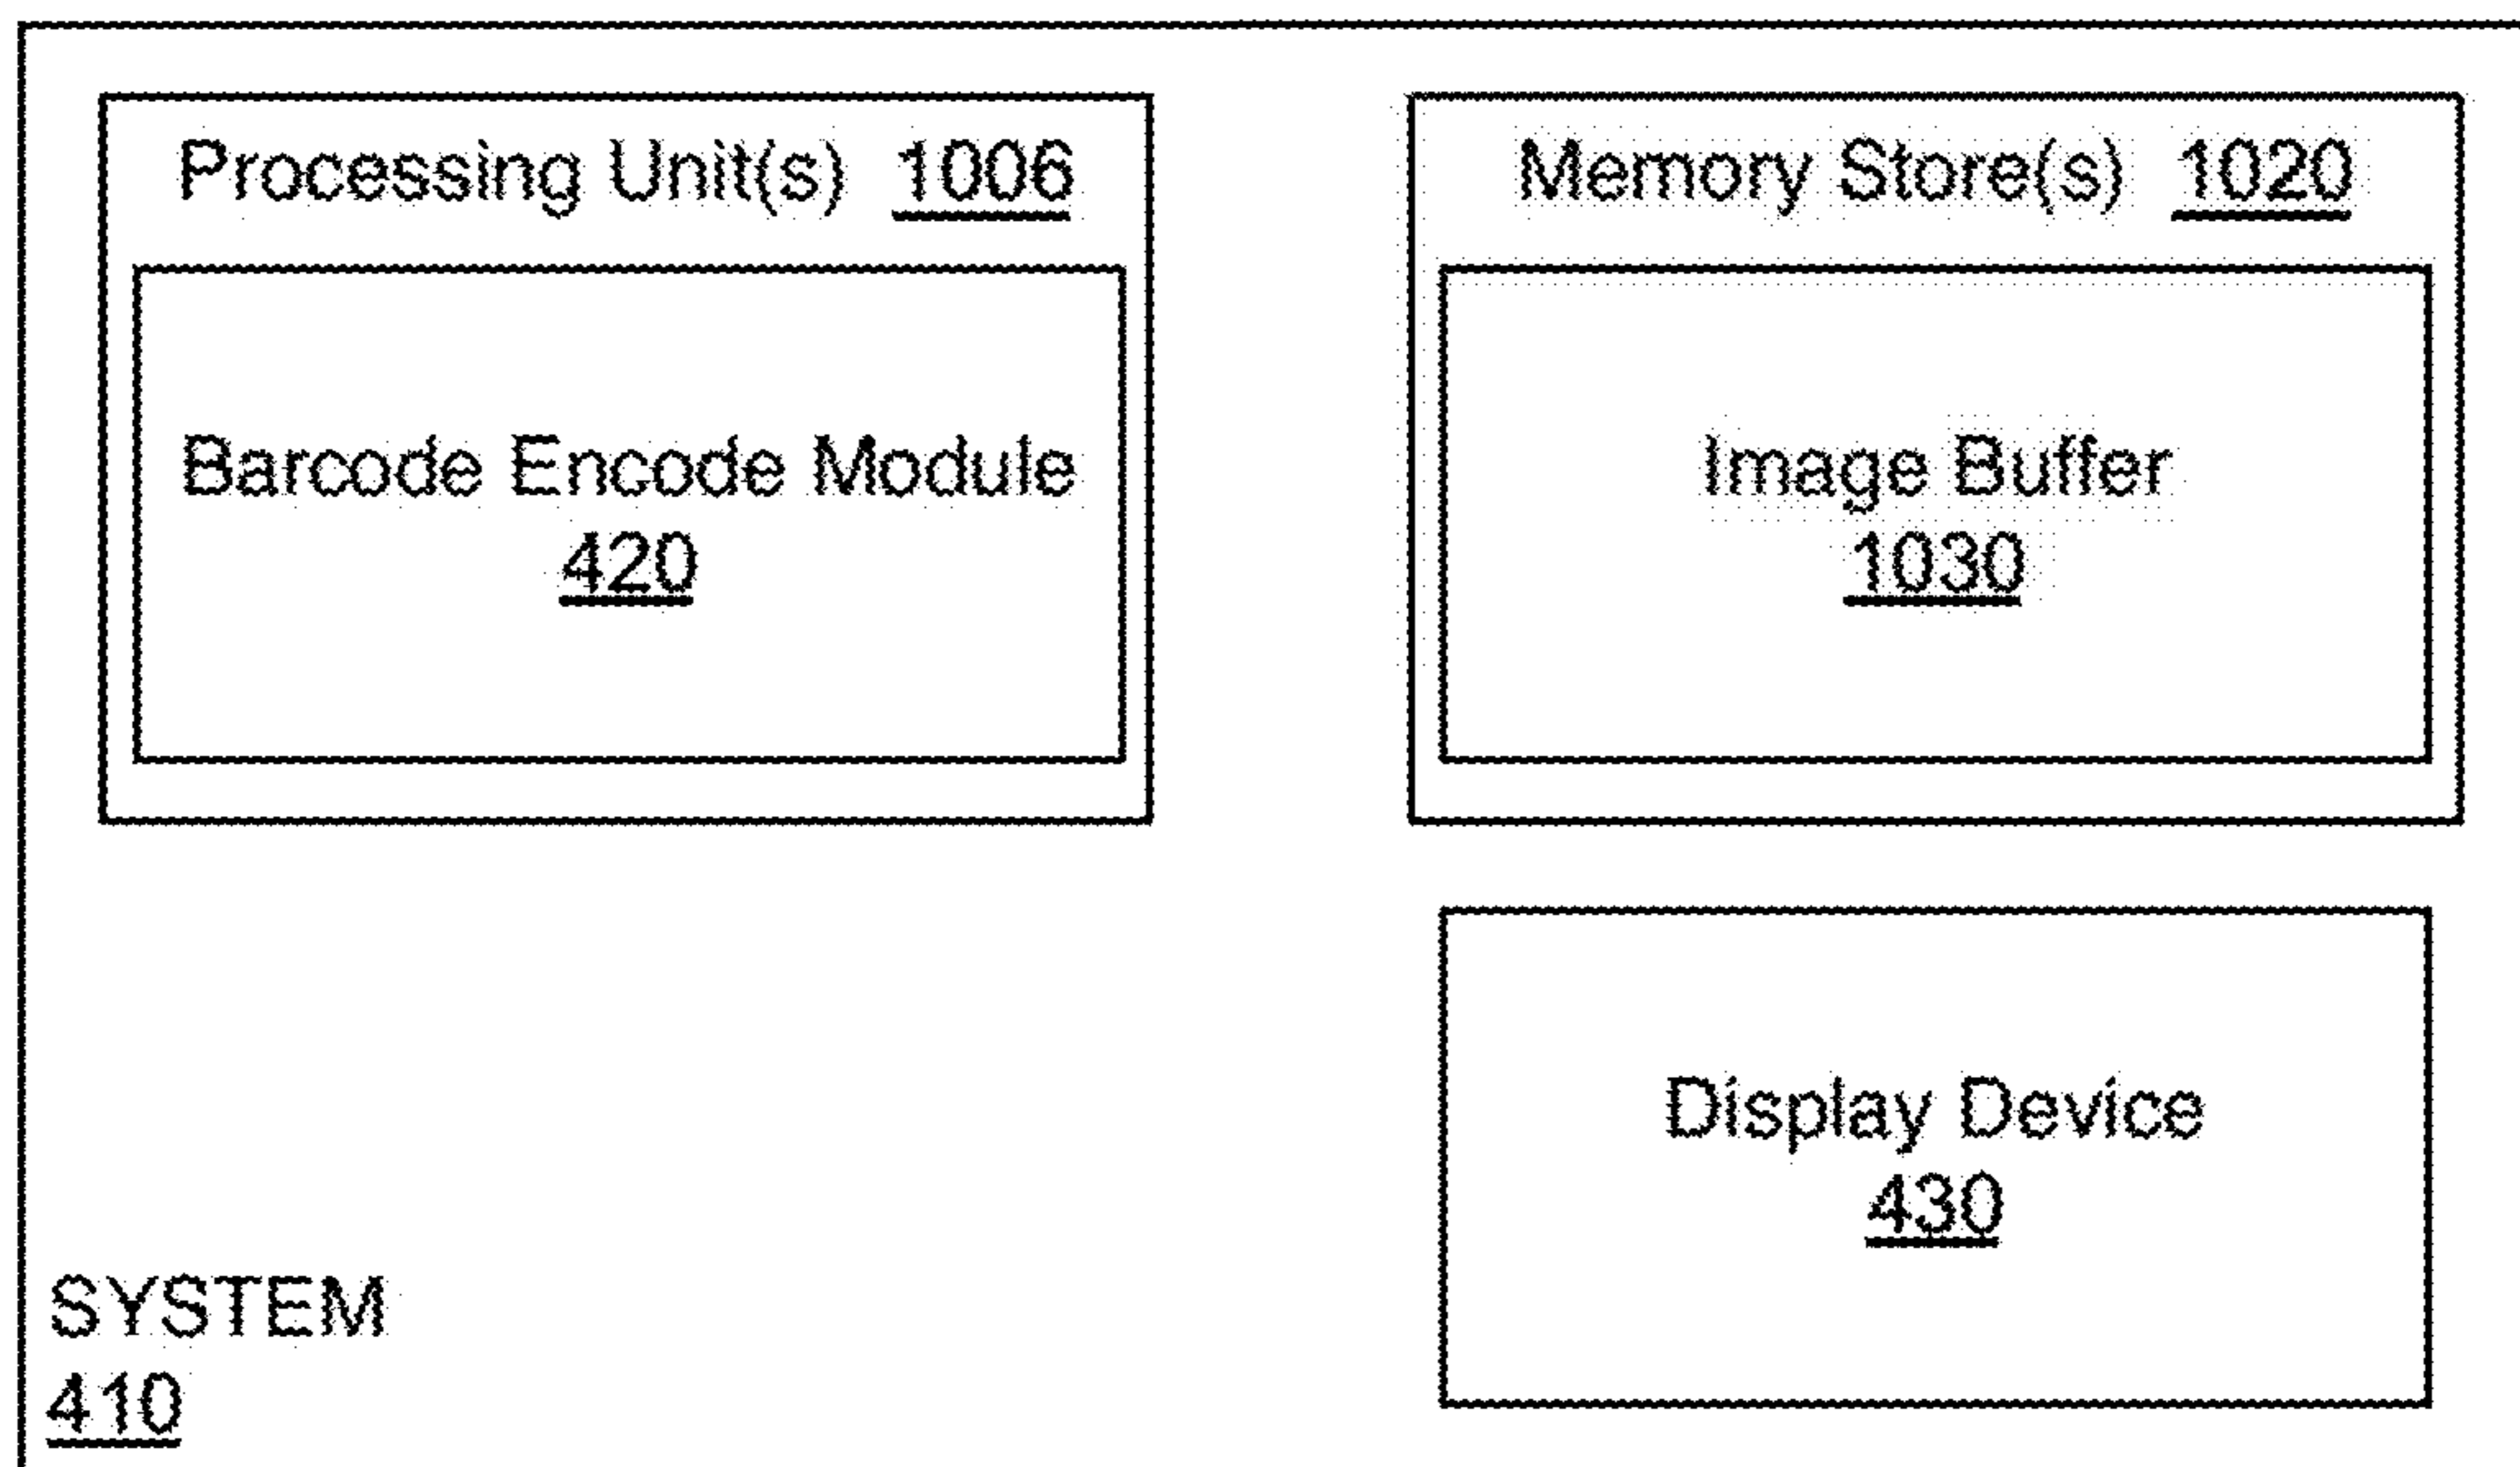 Processing Unit(s) 1006
Barcode Encode Module
420
Memory Store(s) 1020
Image Buffer
1030
Display Device
430
SYSTEM
410